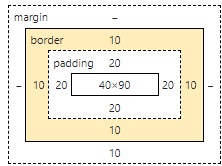 margin –
border 10
padding 20
– 10 20 40×90 20 10 –
20
10
10